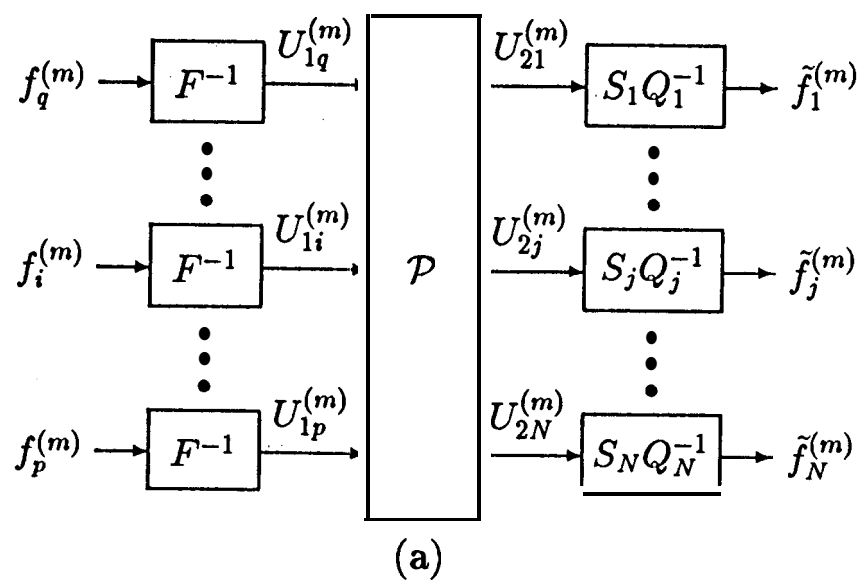 f_q^{(m)} F^{-1} U_{1q}^{(m)} U_{21}^{(m)} S_1Q_1^{-1} \tilde{f}_1^{(m)}
f_i^{(m)} F^{-1} U_{1i}^{(m)} \mathcal{P} U_{2j}^{(m)} S_jQ_j^{-1} \tilde{f}_j^{(m)}
f_p^{(m)} F^{-1} U_{1p}^{(m)} U_{2N}^{(m)} S_NQ_N^{-1} \tilde{f}_N^{(m)}
(a)